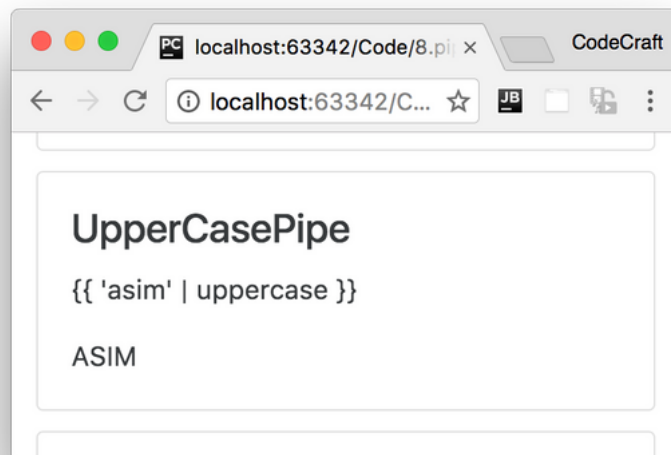 PC localhost:63342/Code/8.pi
CodeCraft
localhost:63342/C...
JB
UpperCasePipe
{{ 'asim' | uppercase }}
ASIM